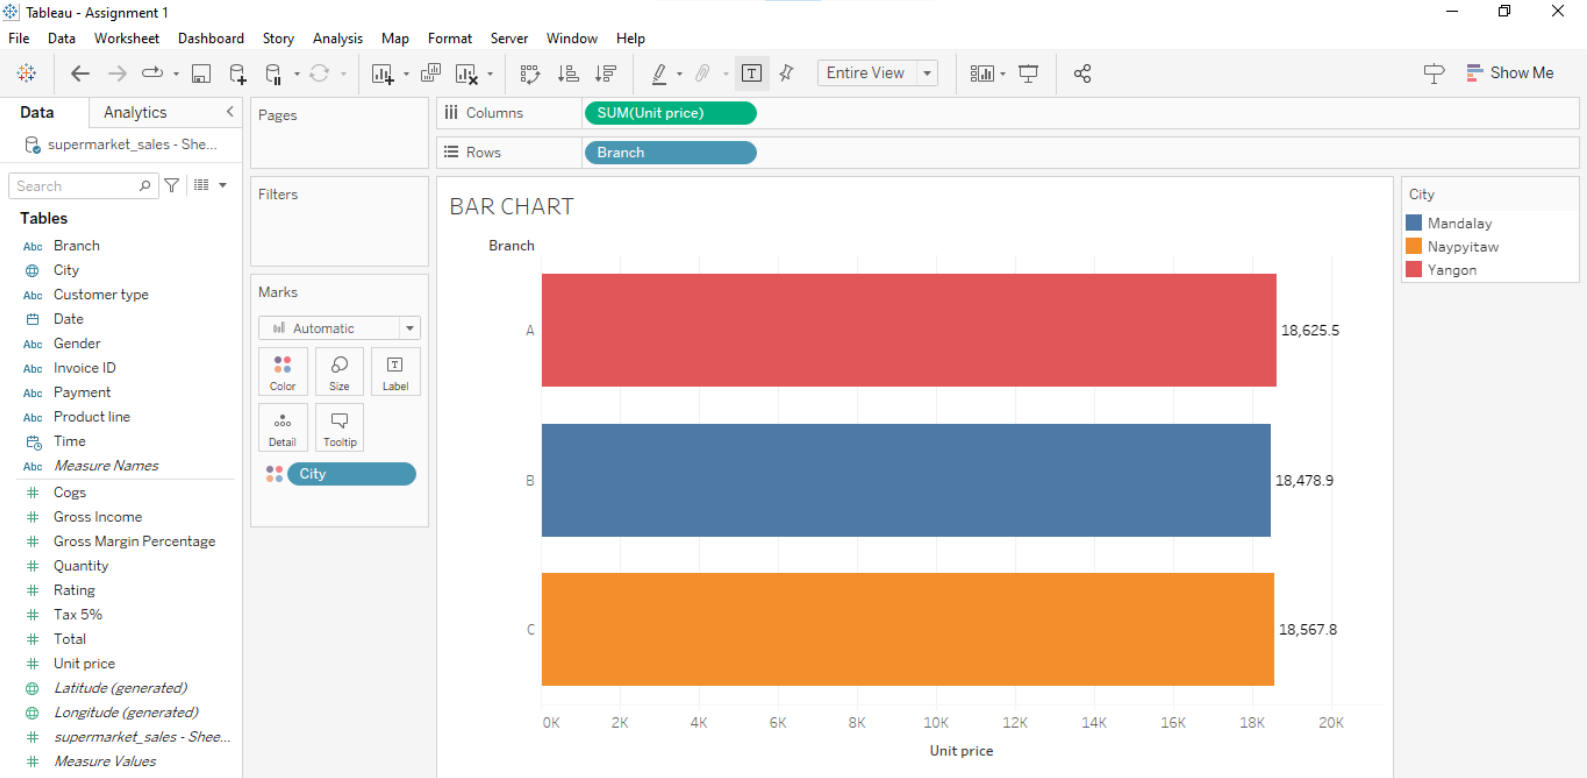 Tableau - Assignment 1
File Data Worksheet Dashboard Story Analysis Map Format Server Window Help
Entire View
Show Me
Data Analytics
supermarket_sales - She...
Search
Tables
Abc Branch
City
Abc Customer type
Date
Abc Gender
Abc Invoice ID
Abc Payment
Abc Product line
Time
Abc Measure Names
# Cogs
# Gross Income
# Gross Margin Percentage
# Quantity
# Rating
# Tax 5%
# Total
# Unit price
Latitude (generated)
Longitude (generated)
# supermarket_sales - Shee...
# Measure Values
Pages
Filters
Marks
Automatic
Color Size T Label
Detail Tooltip
City
Columns SUM(Unit price)
Rows Branch
BAR CHART
Branch
A 18,625.5
B 18,478.9
C 18,567.8
0K 2K 4K 6K 8K 10K 12K 14K 16K 18K 20K
Unit price
City
Mandalay
Naypyitaw
Yangon